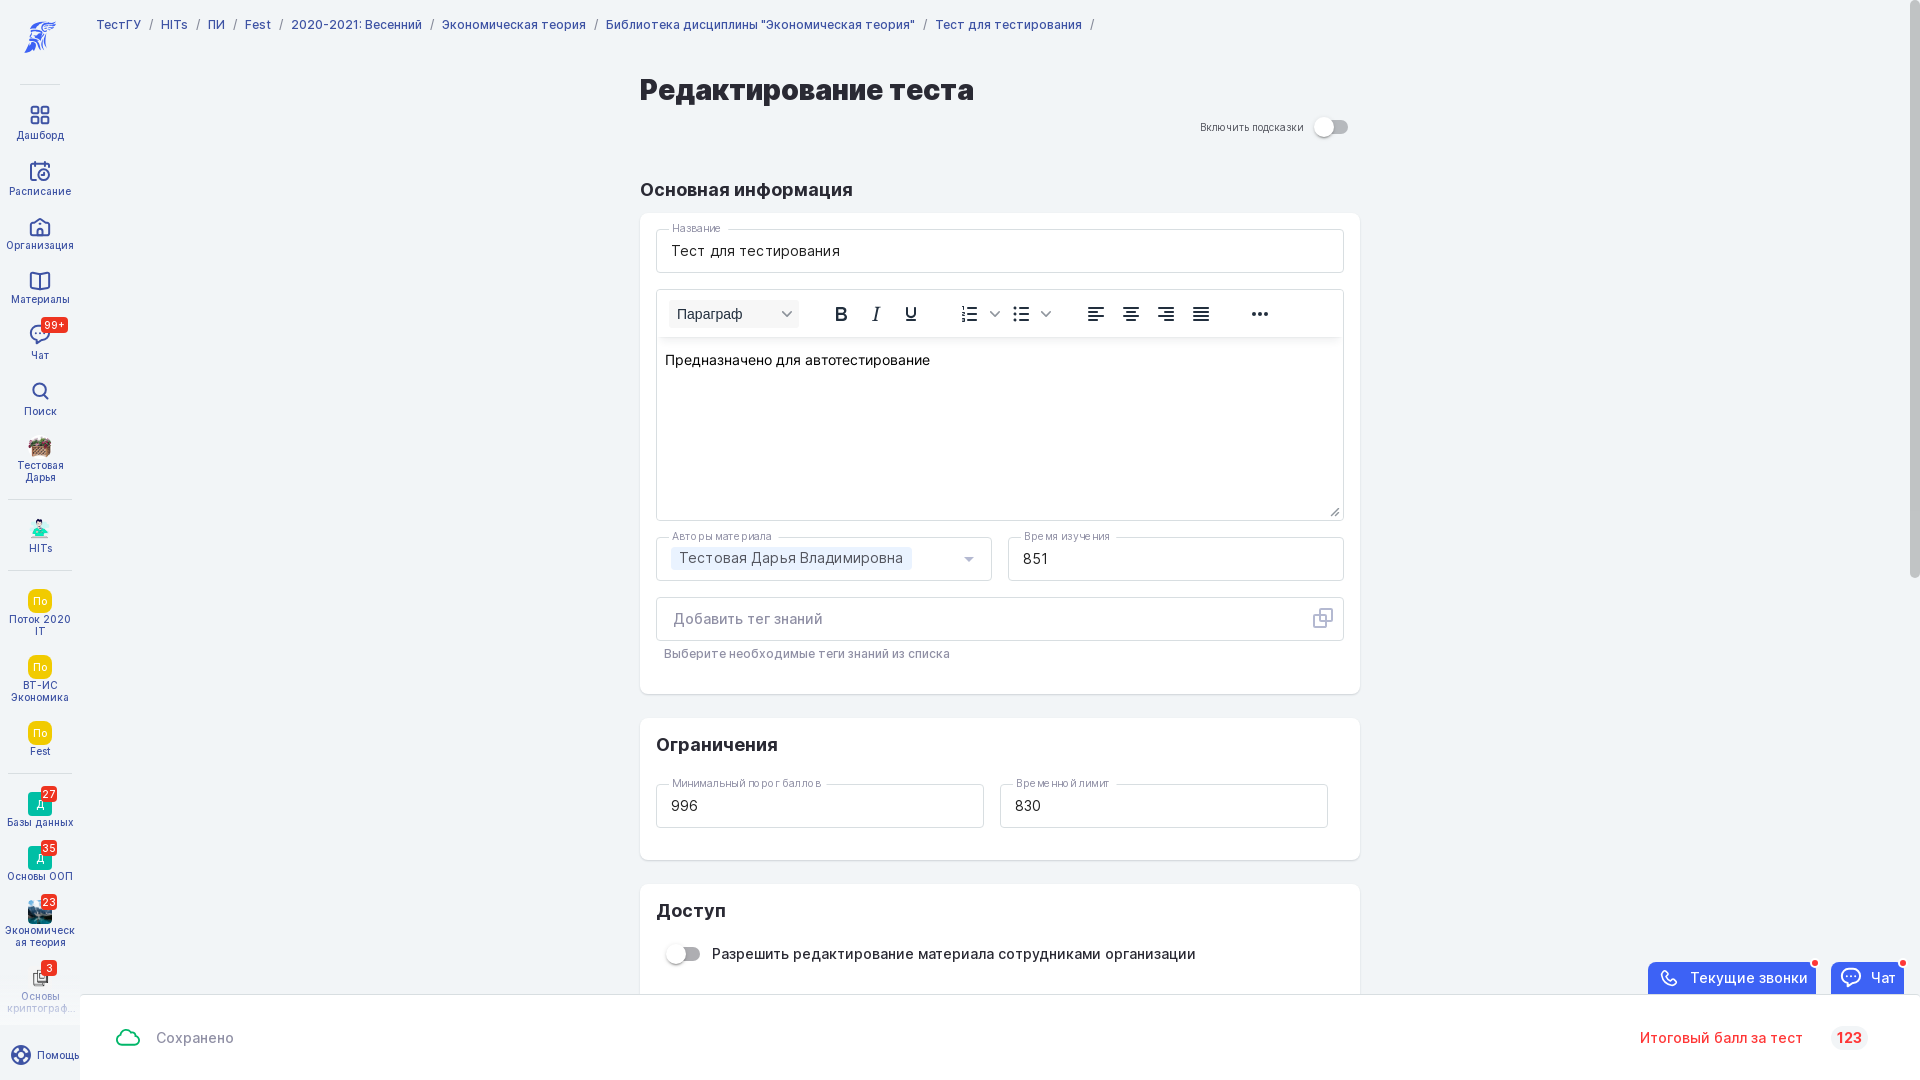 ТестГУ / HITs / ПИ / Fest / 2020-2021: Весенний / Экономическая теория / Библиотека дисциплины "Экономическая теория" / Тест для тестирования /
Дашборд
Расписание
Организация
Материалы
99+
Чат
Поиск
Тестовая
Дарья
HITs
По
Поток 2020
IT
По
ВТ-ИС
Экономика
По
Fest
27
Д
Базы данных
35
Д
Основы ООП
23
Экономическ
ая теория
3
Основы
криптограф...
Помощь
Редактирование теста
Включить подсказки
Основная информация
Название
Тест для тестирования
Параграф
Предназначено для автотестирование
Авторы материала
Тестовая Дарья Владимировна
Время изучения
851
Добавить тег знаний
Выберите необходимые теги знаний из списка
Ограничения
Минимальный порог баллов
996
Временной лимит
830
Доступ
Разрешить редактирование материала сотрудниками организации
Текущие звонки
Чат
Сохранено
Итоговый балл за тест 123